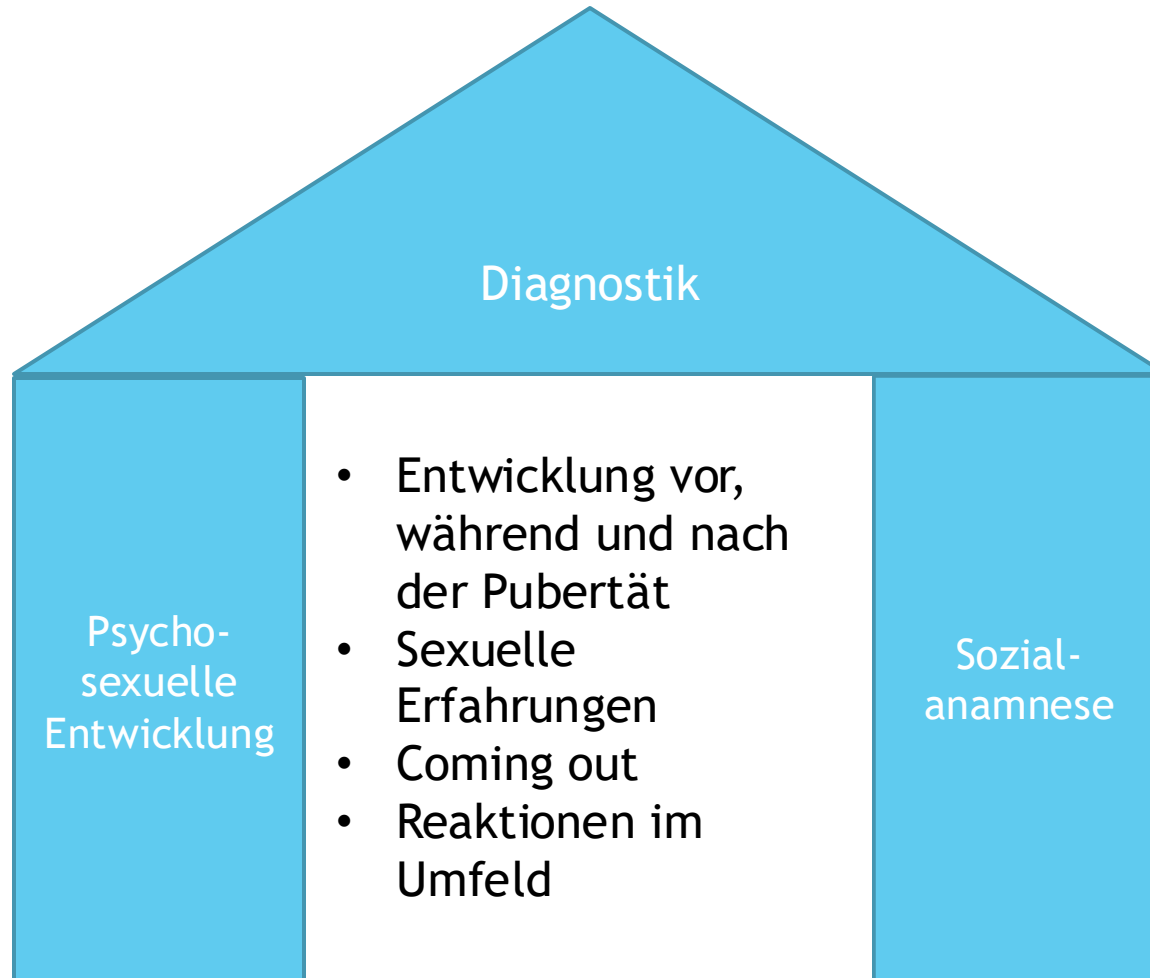 Diagnostik
Psycho-
sexuelle
Entwicklung
• Entwicklung vor,
während und nach
der Pubertät
• Sexuelle
Erfahrungen
• Coming out
• Reaktionen im
Umfeld
Sozial-
anamnese